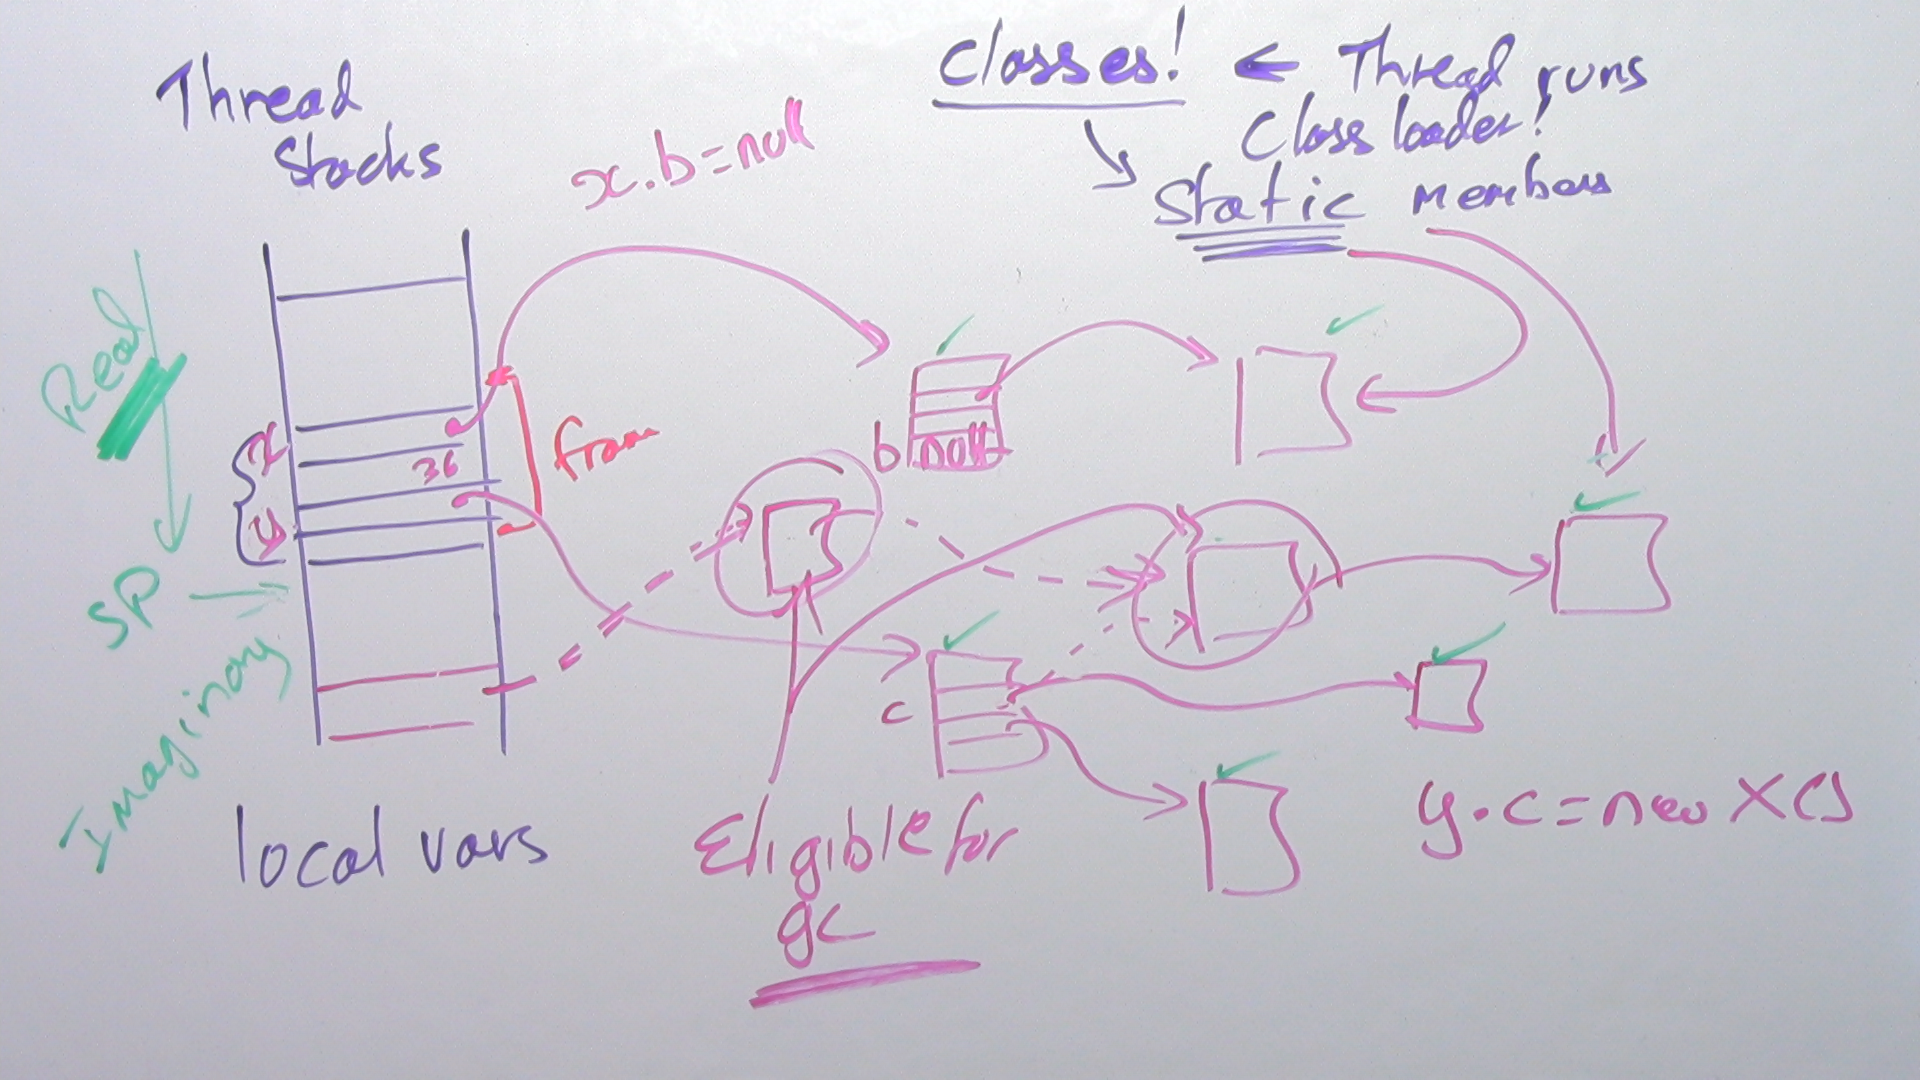 Thread
Stacks
x.b=null
Classes! ← Thread runs
Class loader!
Static members
Real
x
36
y
from
b null
SP
Imaginary
c
local vars
Eligible for
gc
y.c = new X()